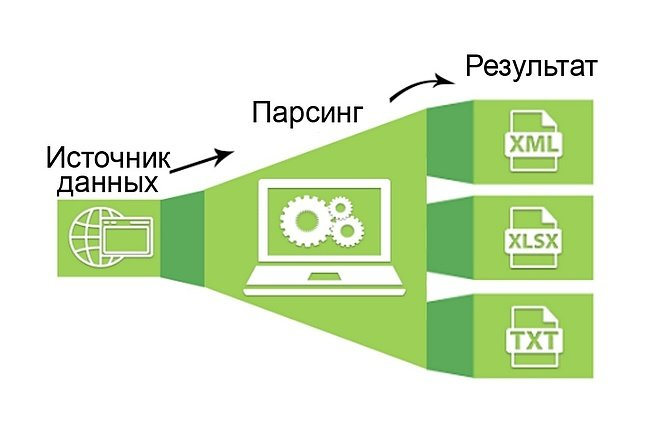 Источник
данных
Парсинг
Результат
XML
XLSX
TXT